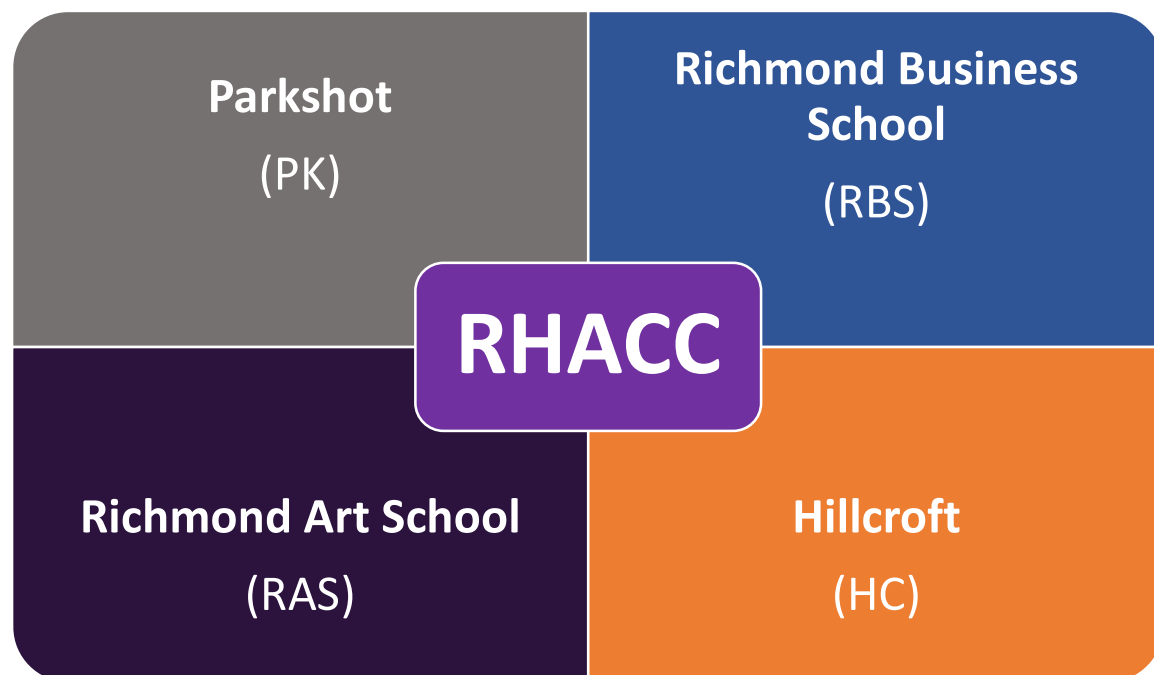 Parkshot
(PK)
Richmond Business
School
(RBS)
RHACC
Richmond Art School
(RAS)
Hillcroft
(HC)